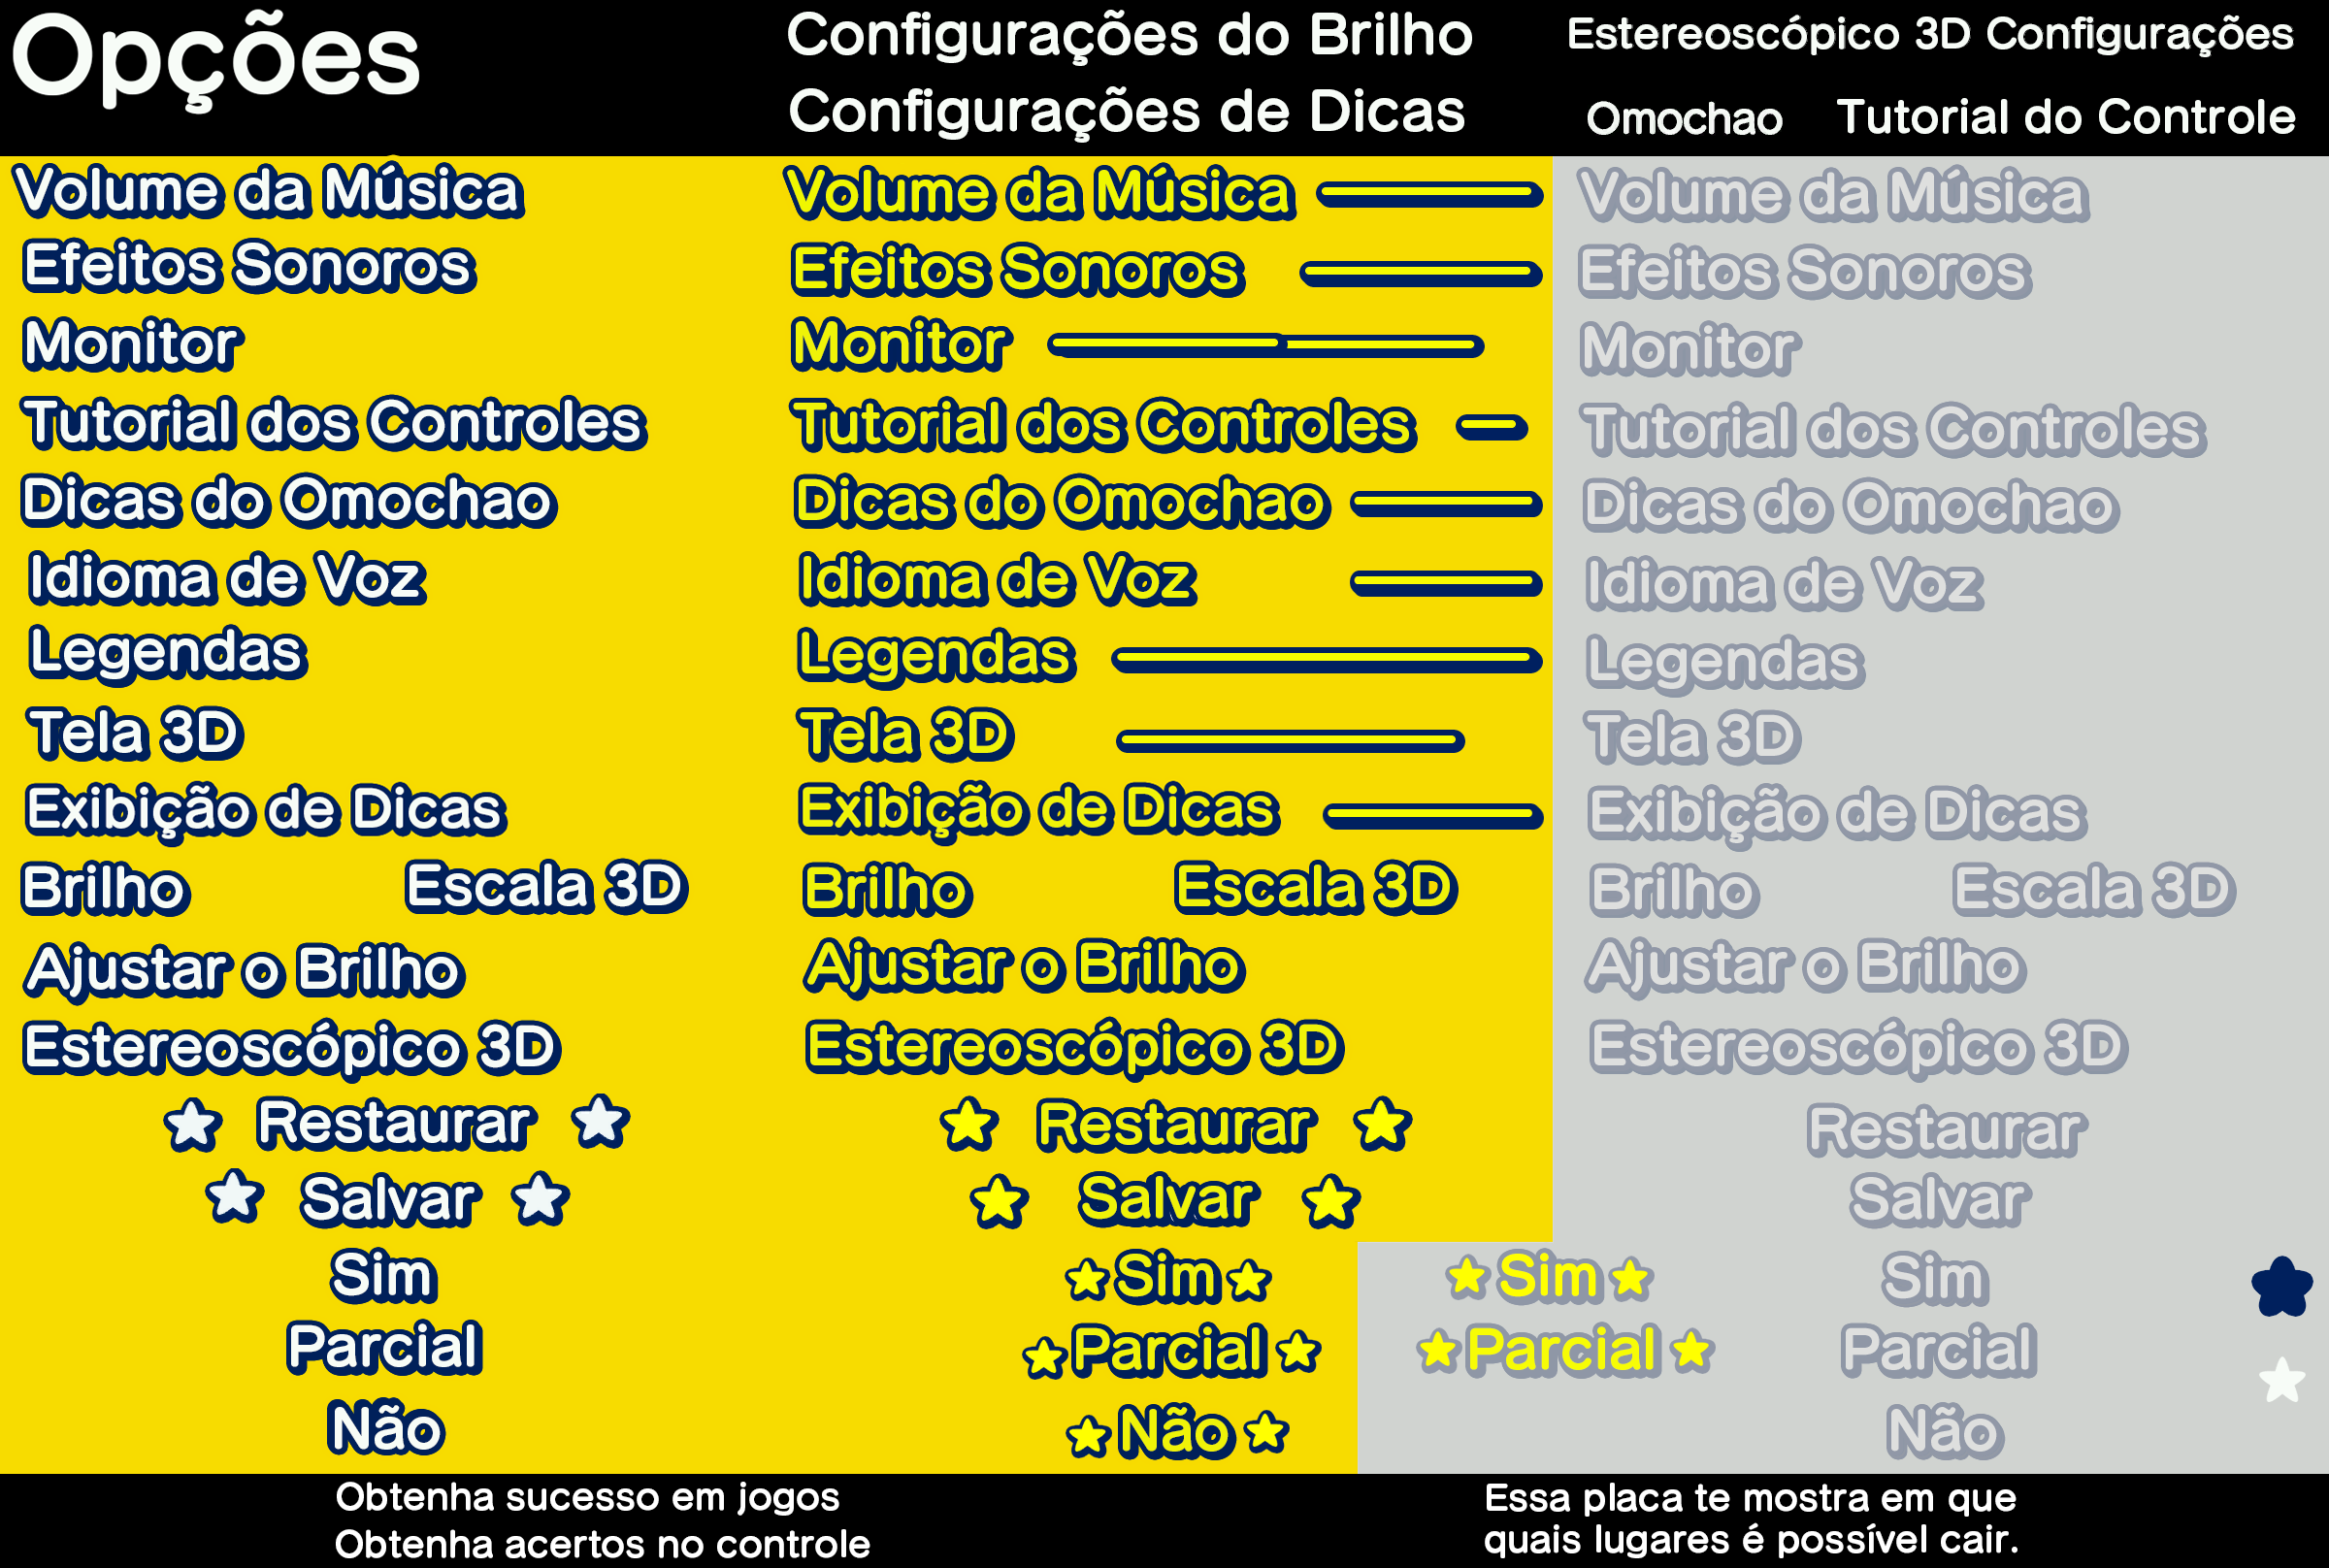 Opções
Configurações do Brilho
Estereoscópico 3D Configurações
Configurações de Dicas
Omochao
Tutorial do Controle
Volume da Música
Volume da Música
Volume da Música
Efeitos Sonoros
Efeitos Sonoros
Efeitos Sonoros
Monitor
Monitor
Monitor
Tutorial dos Controles
Tutorial dos Controles
Tutorial dos Controles
Dicas do Omochao
Dicas do Omochao
Dicas do Omochao
Idioma de Voz
Idioma de Voz
Idioma de Voz
Legendas
Legendas
Legendas
Tela 3D
Tela 3D
Tela 3D
Exibição de Dicas
Exibição de Dicas
Exibição de Dicas
Brilho
Escala 3D
Brilho
Escala 3D
Brilho
Escala 3D
Ajustar o Brilho
Ajustar o Brilho
Ajustar o Brilho
Estereoscópico 3D
Estereoscópico 3D
Estereoscópico 3D
Restaurar
Restaurar
Restaurar
Salvar
Salvar
Salvar
Sim
Sim
Sim
Sim
Parcial
Parcial
Parcial
Parcial
Não
Não
Não
Obtenha sucesso em jogos
Obtenha acertos no controle
Essa placa te mostra em que
quais lugares é possível cair.